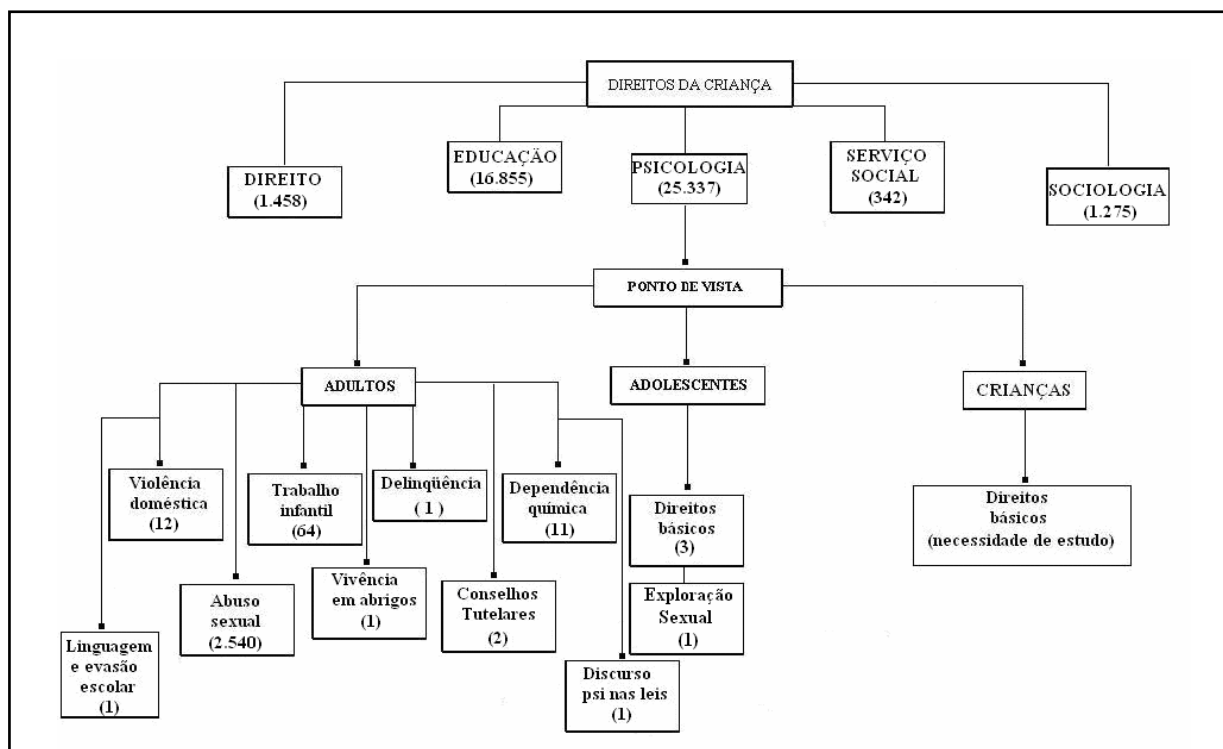 DIREITOS DA CRIANÇA
DIREITO
(1.458)
EDUCAÇÃO
(16.855)
PSICOLOGIA
(25.337)
SERVIÇO
SOCIAL
(342)
SOCIOLOGIA
(1.275)
PONTO DE VISTA
ADULTOS
ADOLESCENTES
CRIANÇAS
Violência
doméstica
(12)
Trabalho
infantil
(64)
Delinqüência
( 1 )
Dependência
química
(11)
Direitos
básicos
(3)
Direitos
básicos
(necessidade de estudo)
Linguagem
e evasão
escolar
(1)
Abuso
sexual
(2.540)
Vivência
em abrigos
(1)
Conselhos
Tutelares
(2)
Discurso
psi nas leis
(1)
Exploração
Sexual
(1)